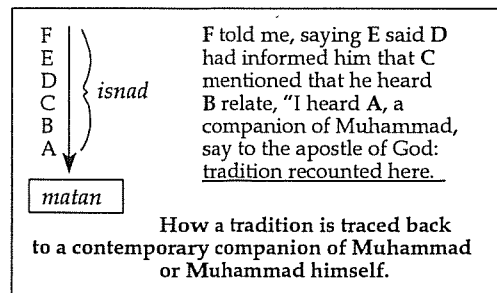 F
E
D
C
B
A
isnad
matan
F told me, saying E said D
had informed him that C
mentioned that he heard
B relate, "I heard A, a
companion of Muhammad,
say to the apostle of God:
tradition recounted here.
How a tradition is traced back
to a contemporary companion of Muhammad
or Muhammad himself.